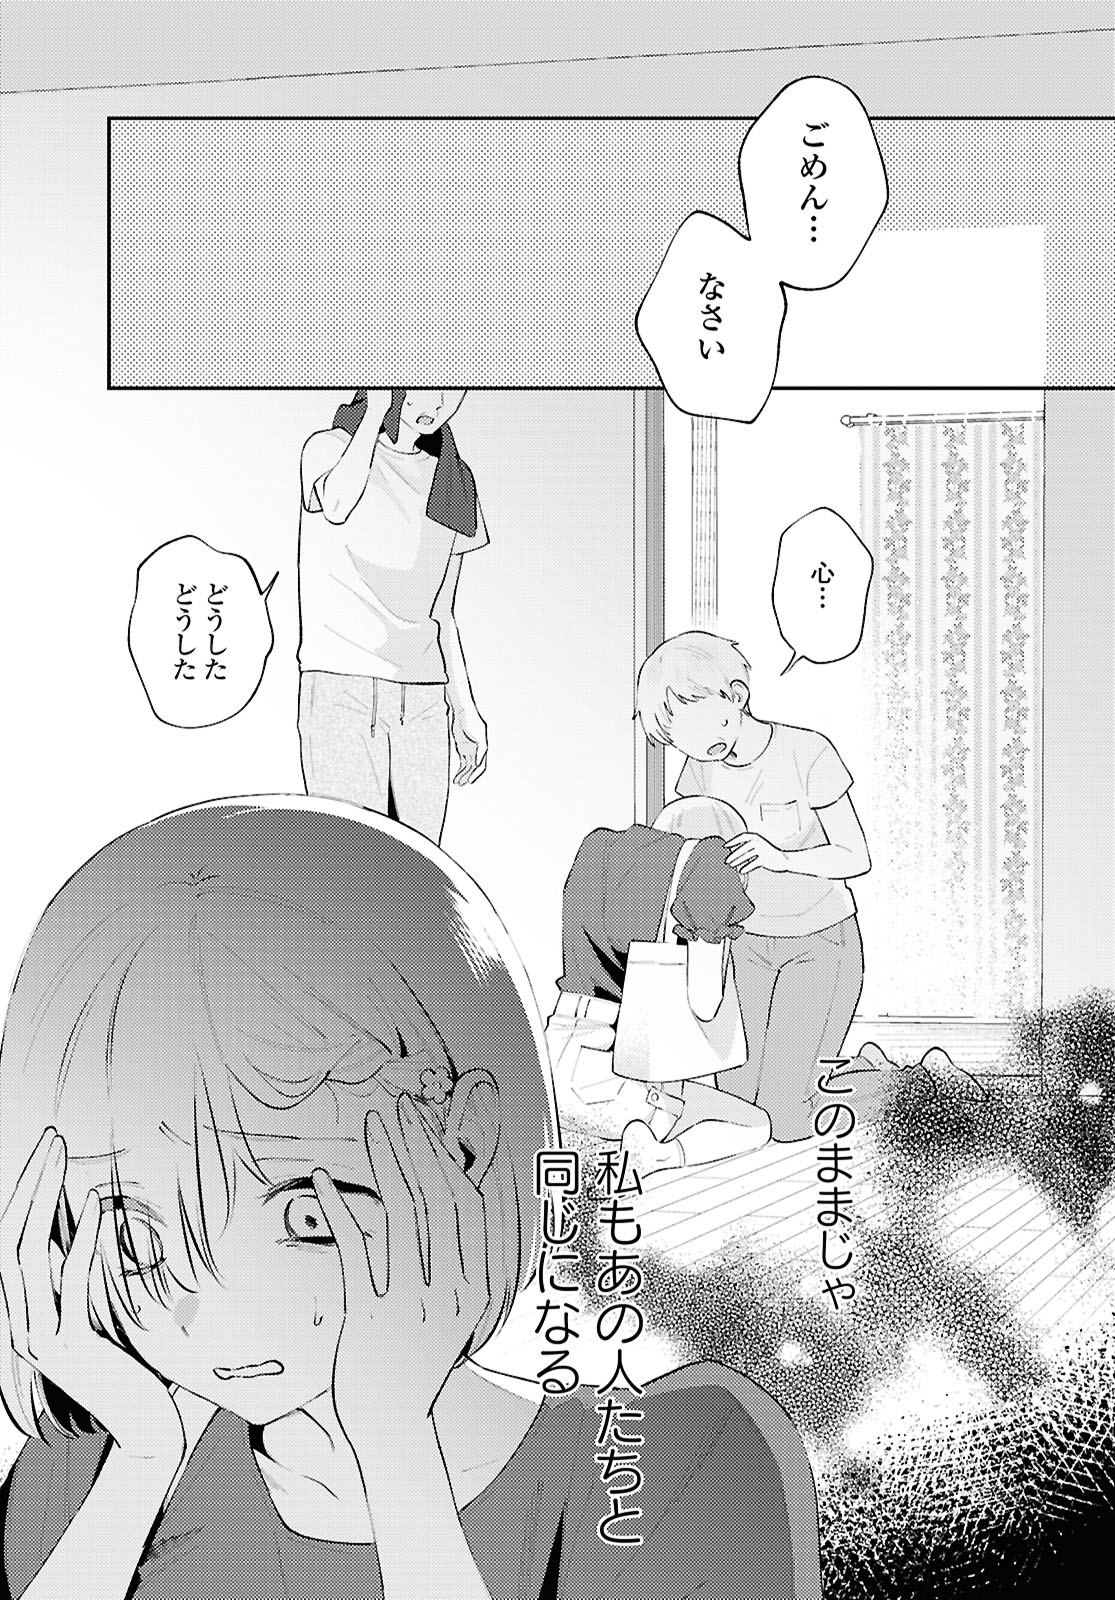 ごめん…
なさい
心…
どうした
どうした
このままじゃ
私もあの人たちと
同じになる